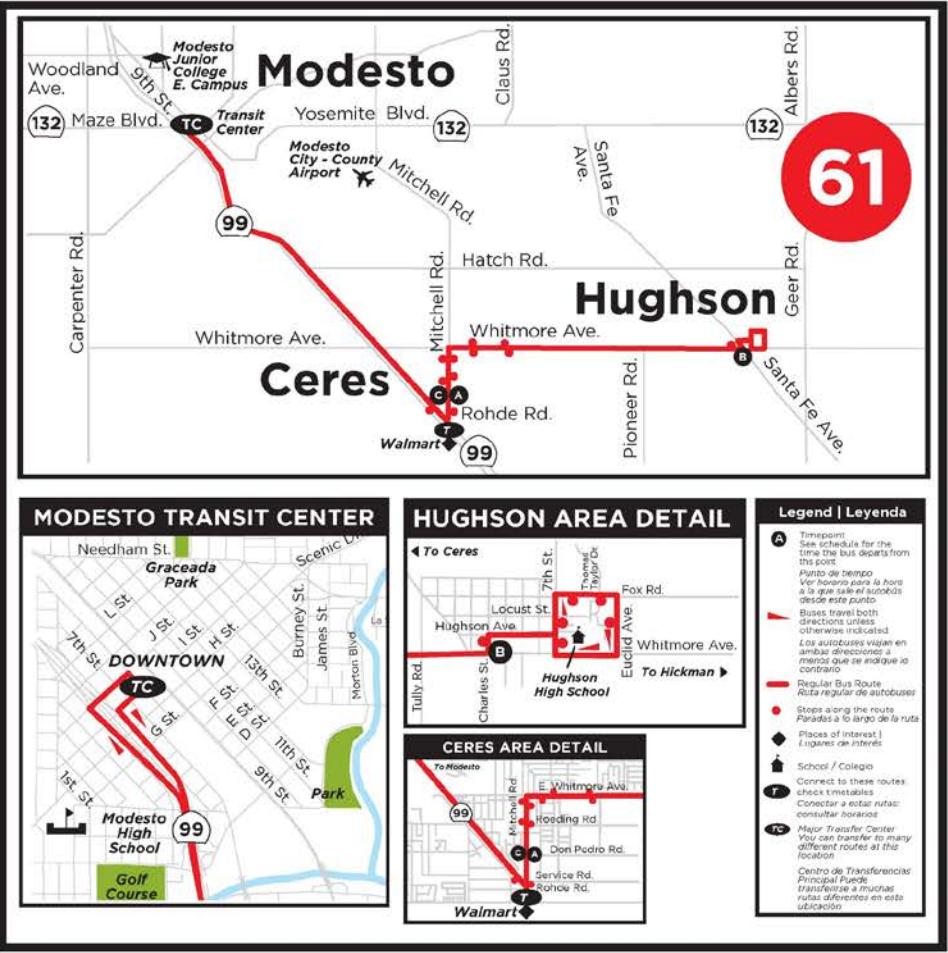 Modesto
Junior
College
E. Campus
Modesto
Woodland
Ave.
9th St.
Claus Rd.
Albers Rd.
132
Maze Blvd.
TC
Transit
Center
Yosemite Blvd.
132
132
61
Modesto
City - County
Airport
Mitchell Rd.
Santa Fe
Ave.
99
Carpenter Rd.
Mitchell Rd.
Hatch Rd.
Geer Rd.
Hughson
Whitmore Ave.
Whitmore Ave.
B
Ceres
C
A
Rohde Rd.
Pioneer Rd.
Santa Fe Ave.
T
Walmart
99
MODESTO TRANSIT CENTER
Needham St.
Scenic Dr
Graceada
Park
L St.
J St.
I St.
H St.
Burney St.
James St.
La
Morton Blvd
7th St.
DOWNTOWN
TC
13th St.
F St.
E St.
D St.
G St.
11th St.
9th St.
1st. St.
Park
Modesto
High
School
99
Golf
Course
HUGHSON AREA DETAIL
To Ceres
7th St.
Thomas
Taylor Dr.
Fox Rd.
Locust St.
Hughson Ave.
Euclid Ave.
Whitmore Ave.
B
Tully Rd.
Charles St.
To Hickman
Hughson
High School
CERES AREA DETAIL
To Modesto
99
Mitchell Rd
E. Whitmore Ave.
Roeding Rd
C
A
Don Pedro Rd.
Service Rd.
Rohde Rd.
T
Walmart
Legend | Leyenda
A
Timepoint
See schedule for the
time the bus departs from
this point
Punto de tiempo
Ver horario para la hora
a la que sale el autobús
desde este punto
Buses travel both
directions unless
otherwise indicated
Los autobuses viajan en
ambas direcciones a
menos que se indique lo
contrario
Regular Bus Route
Ruta regular de autobuses
Stops along the route
Paradas a lo largo de la ruta
Places of Interest |
Lugares de interés
School / Colegio
T
Connect to these routes:
check timetables
Conectar a estas rutas:
consultar horarios
TC
Major Transfer Center
You can transfer to many
different routes at this
location
Centro de Transferencias
Principal Puede
transferirse a muchas
rutas diferentes en esta
ubicación